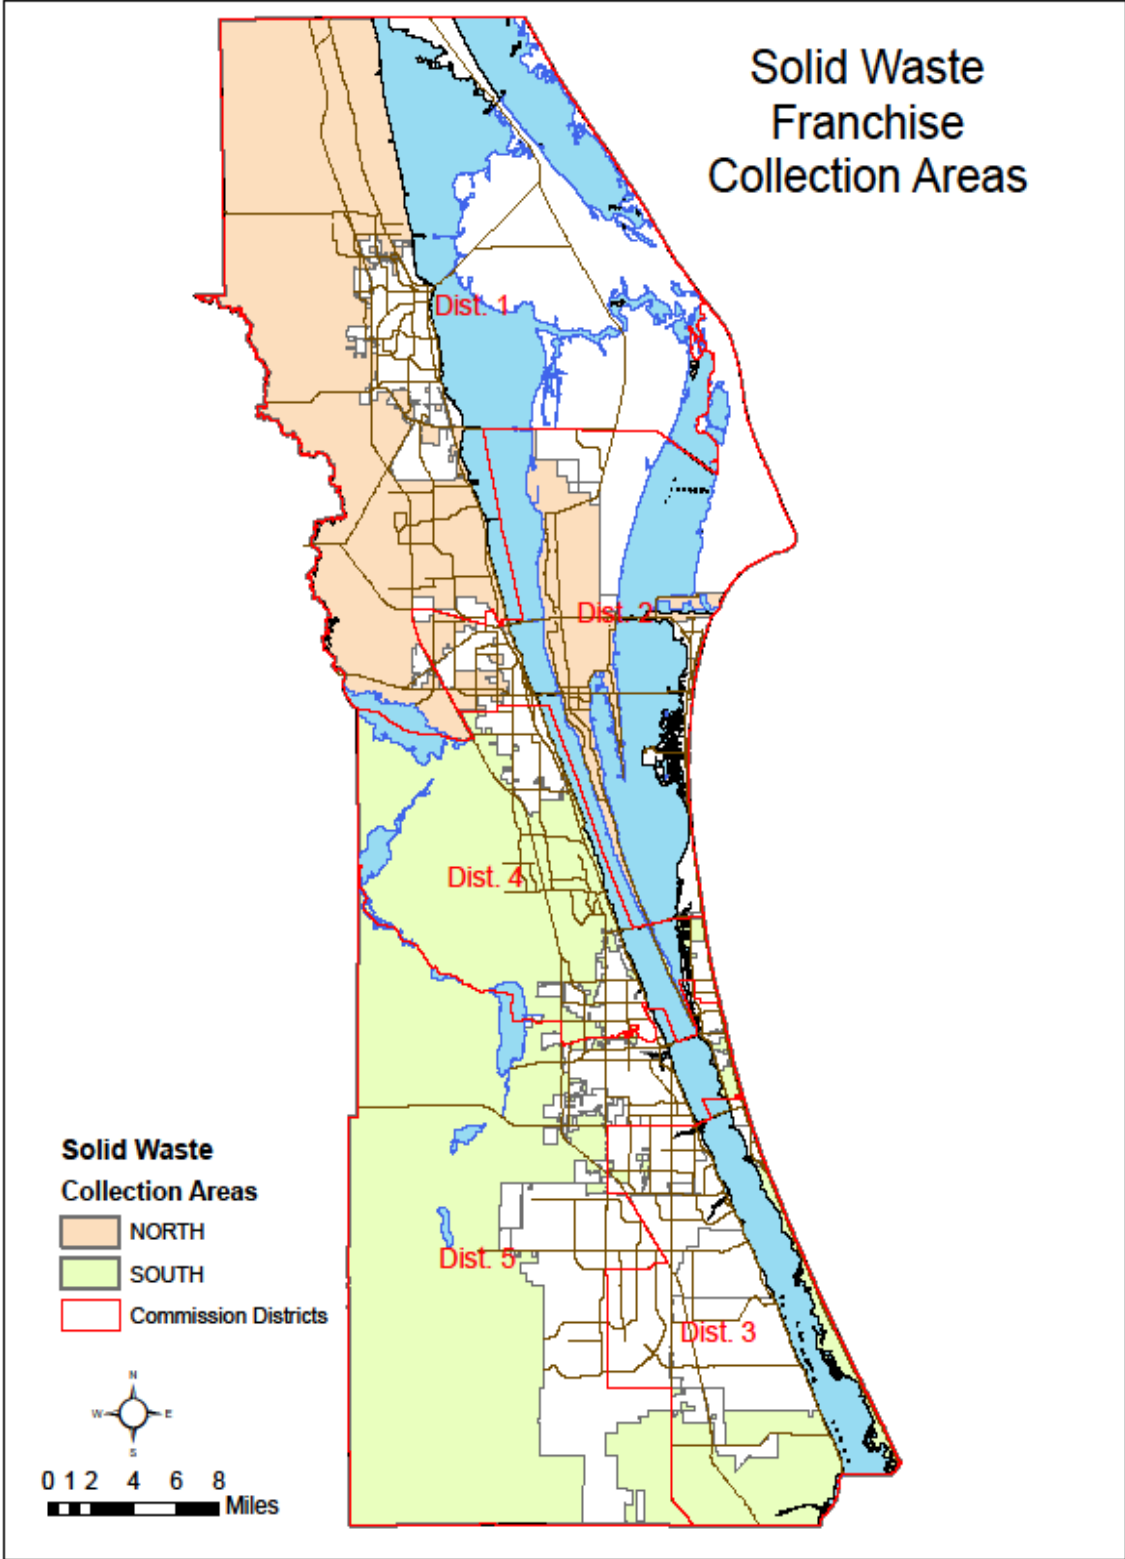 Solid Waste
Franchise
Collection Areas
Dist. 1
Dist. 2
Dist. 4
Dist. 5
Dist. 3
Solid Waste
Collection Areas
NORTH
SOUTH
Commission Districts
N
W E
S
0 1 2 4 6 8
Miles